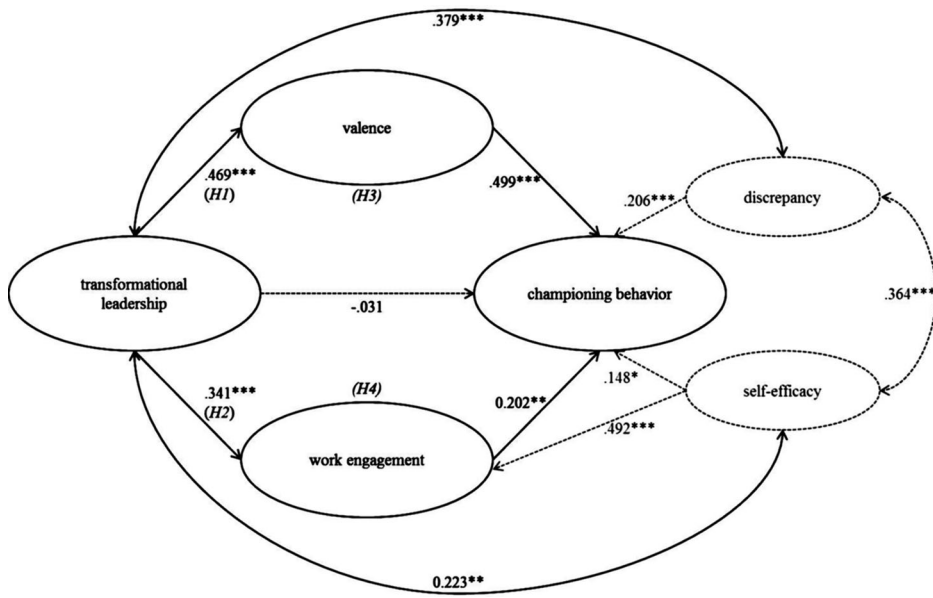 .379***
valence
.469***
(H1)
(H3)
.499***
.206***
discrepancy
transformational
leadership
-.031
championing behavior
.364***
.341***
(H2)
(H4)
0.202**
.148*
self-efficacy
.492***
work engagement
0.223**